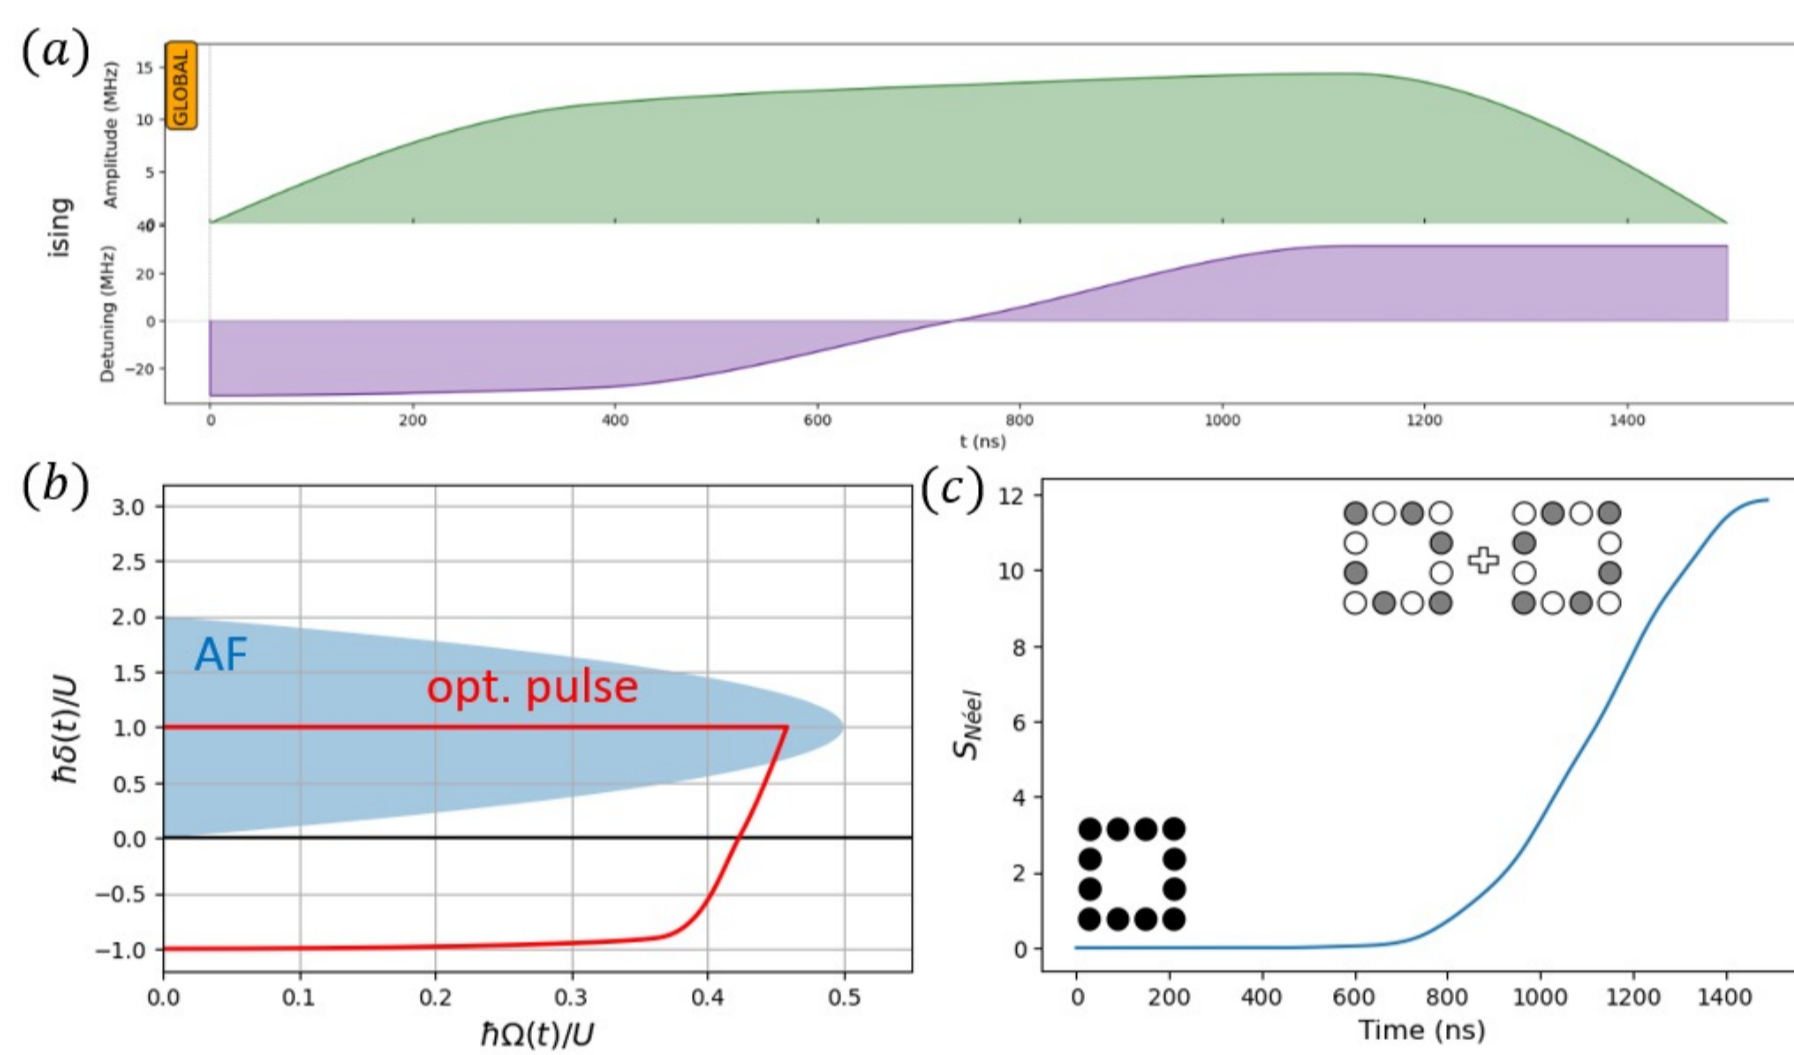 (a)
ising
Amplitude (MHz)
GLOBAL
15
10
5
0
Detuning (MHz)
40
20
0
−20
0 200 400 600 800 1000 1200 1400
t (ns)
(b)
ħδ(t)/U
3.0
2.5
2.0
1.5
1.0
0.5
0.0
−0.5
−1.0
AF
opt. pulse
0.0 0.1 0.2 0.3 0.4 0.5
ħΩ(t)/U
(c)
S_Néel
12
10
8
6
4
2
0
0 200 400 600 800 1000 1200 1400
Time (ns)